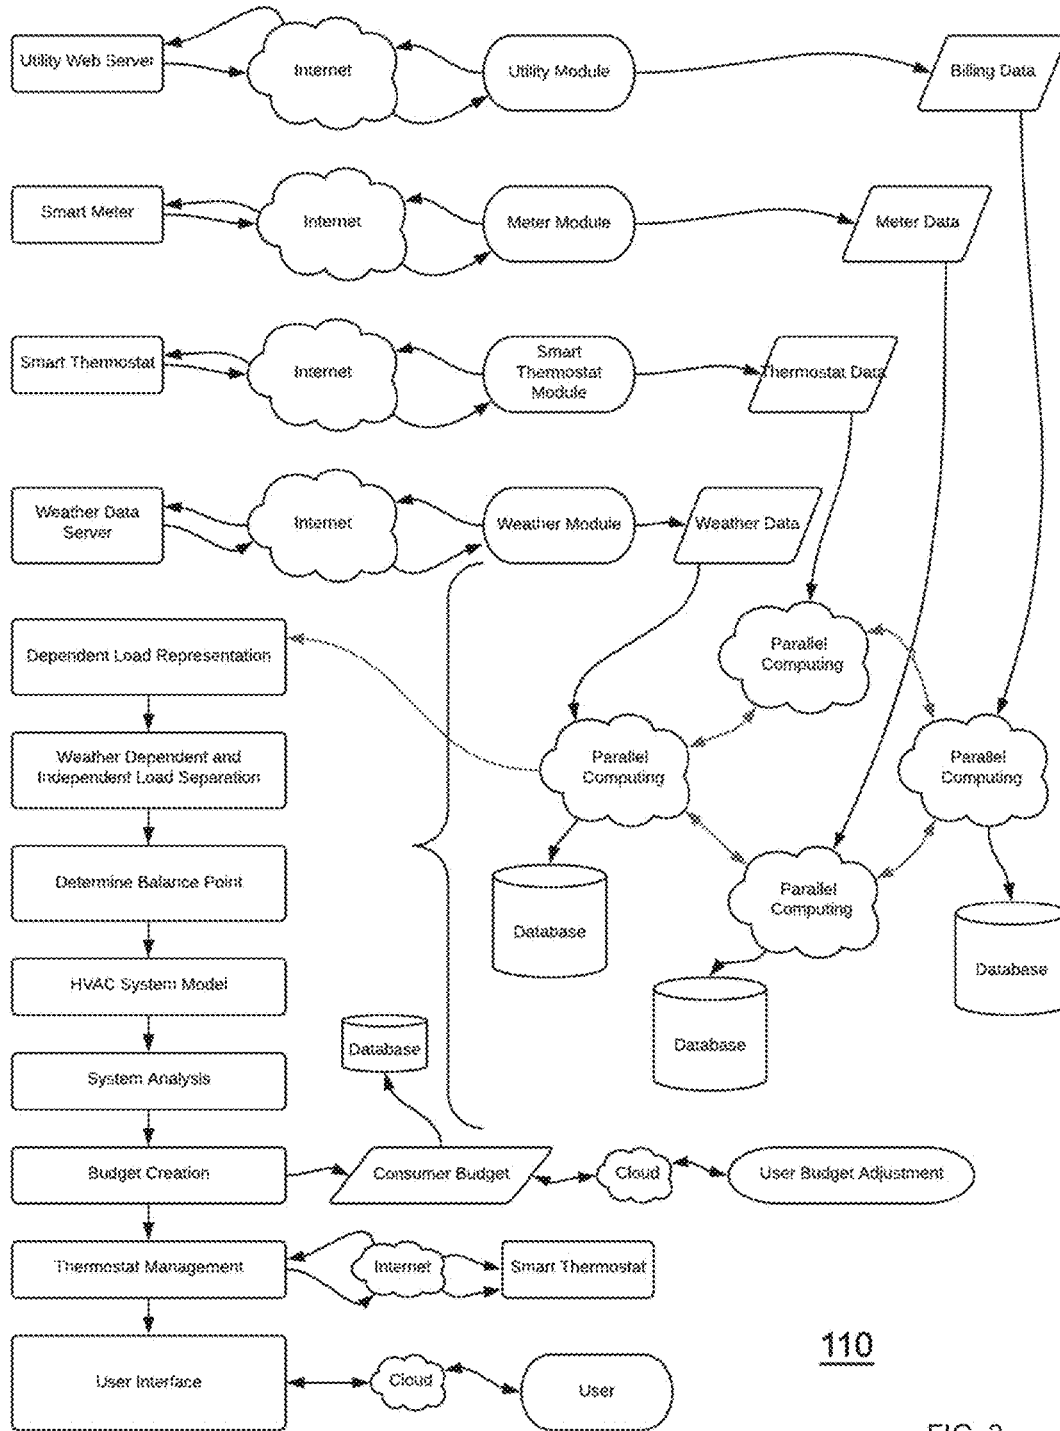 Utility Web Server
Internet
Utility Module
Billing Data
Smart Meter
Internet
Meter Module
Meter Data
Smart Thermostat
Internet
Smart
Thermostat
Module
Thermostat Data
Weather Data
Server
Internet
Weather Module
Weather Data
Dependent Load Representation
Parallel
Computing
Weather Dependent and
Independent Load Separation
Parallel
Computing
Parallel
Computing
Determine Balance Point
Parallel
Computing
Database
Database
HVAC System Model
Database
Database
System Analysis
Budget Creation
Consumer Budget
Cloud
User Budget Adjustment
Thermostat Management
Internet
Smart Thermostat
110
User Interface
Cloud
User